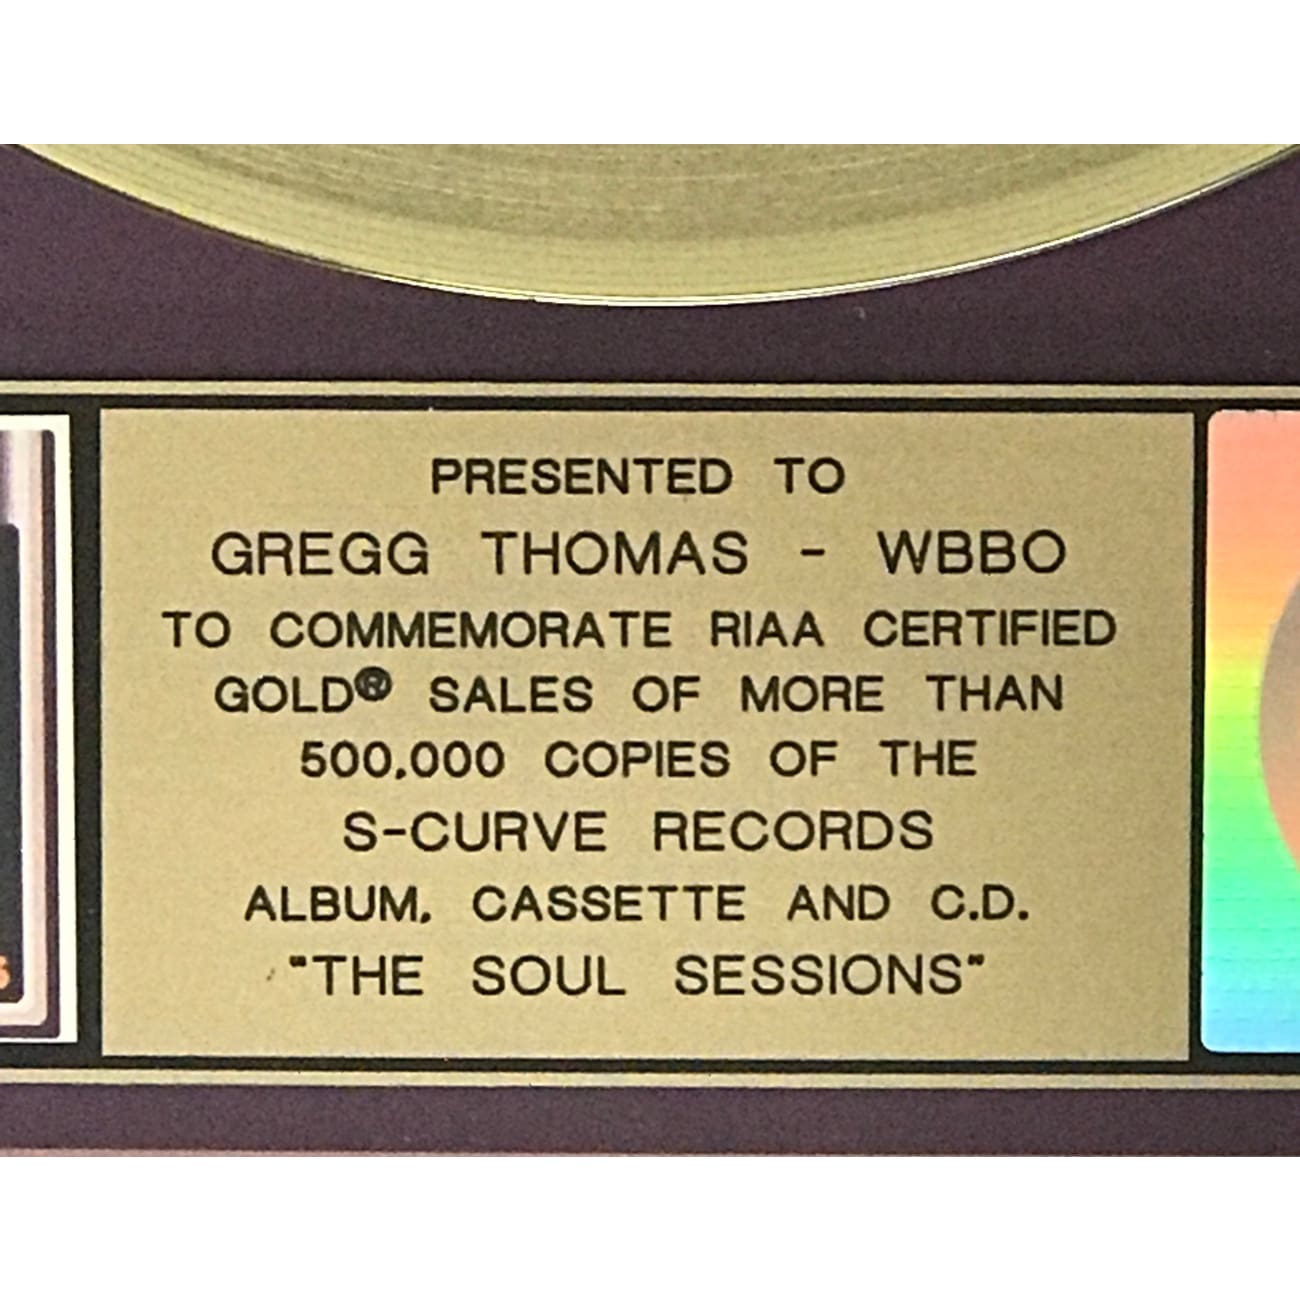 PRESENTED TO
GREGG THOMAS - WBBO
TO COMMEMORATE RIAA CERTIFIED
GOLD® SALES OF MORE THAN
500,000 COPIES OF THE
S-CURVE RECORDS
ALBUM, CASSETTE AND C.D.
"THE SOUL SESSIONS"